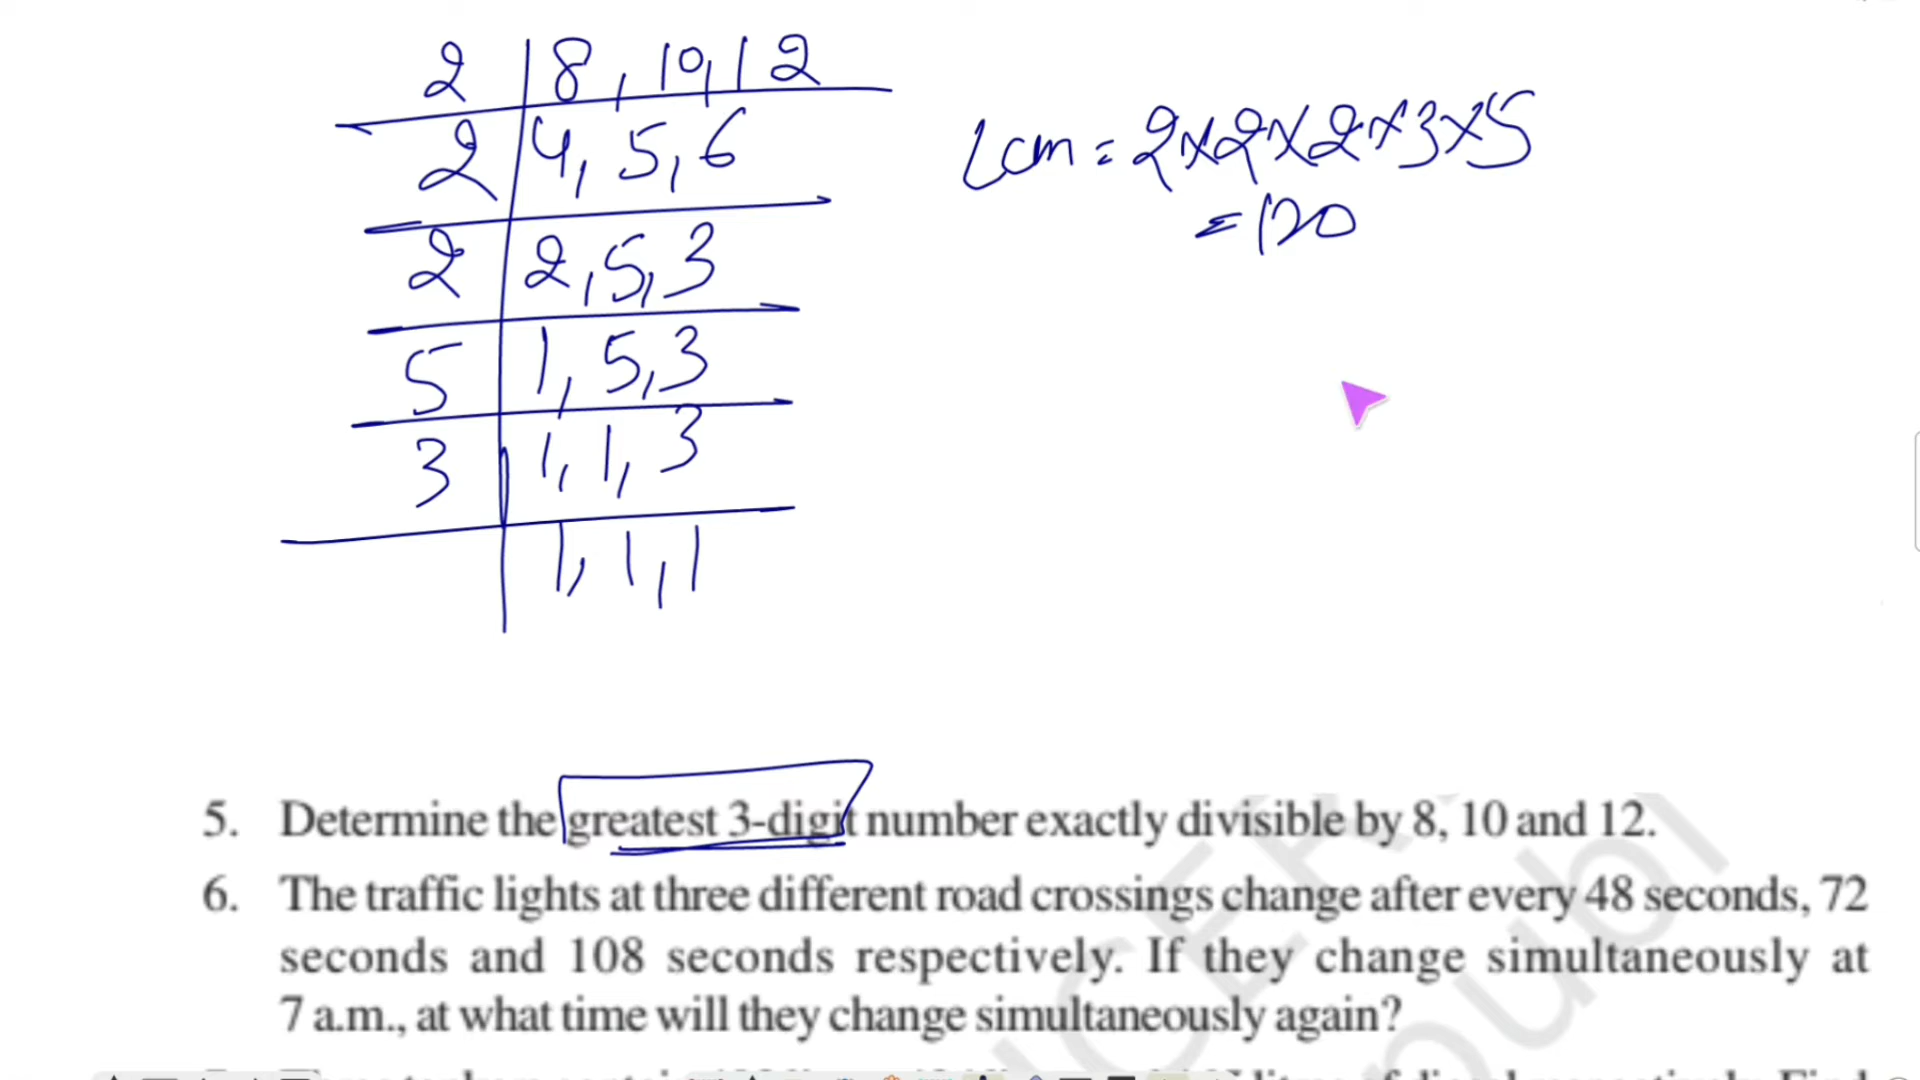 2 | 8, 10, 12
2 | 4, 5, 6
2 | 2, 5, 3
5 | 1, 5, 3
3 | 1, 1, 3
| 1, 1, 1
Lcm = 2×2×2×3×5
= 120
5. Determine the greatest 3-digit number exactly divisible by 8, 10 and 12.
6. The traffic lights at three different road crossings change after every 48 seconds, 72
seconds and 108 seconds respectively. If they change simultaneously at
7 a.m., at what time will they change simultaneously again?